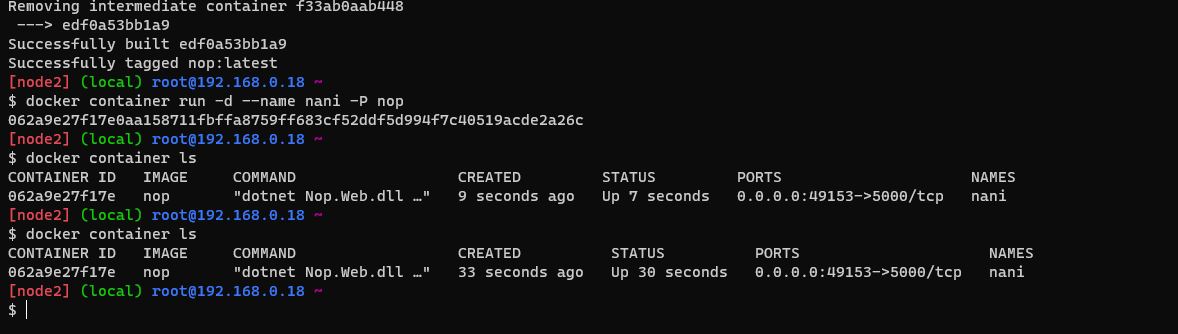 Removing intermediate container f33ab0aab448
 ---> edf0a53bb1a9
Successfully built edf0a53bb1a9
Successfully tagged nop:latest
[node2] (local) root@192.168.0.18 ~
$ docker container run -d --name nani -P nop
062a9e27f17e0aa158711fbffa8759ff683cf52ddf5d994f7c40519acde2a26c
[node2] (local) root@192.168.0.18 ~
$ docker container ls
CONTAINER ID   IMAGE     COMMAND                  CREATED         STATUS         PORTS                     NAMES
062a9e27f17e   nop       "dotnet Nop.Web.dll …"   9 seconds ago   Up 7 seconds   0.0.0.0:49153->5000/tcp   nani
[node2] (local) root@192.168.0.18 ~
$ docker container ls
CONTAINER ID   IMAGE     COMMAND                  CREATED          STATUS          PORTS                     NAMES
062a9e27f17e   nop       "dotnet Nop.Web.dll …"   33 seconds ago   Up 30 seconds   0.0.0.0:49153->5000/tcp   nani
[node2] (local) root@192.168.0.18 ~
$